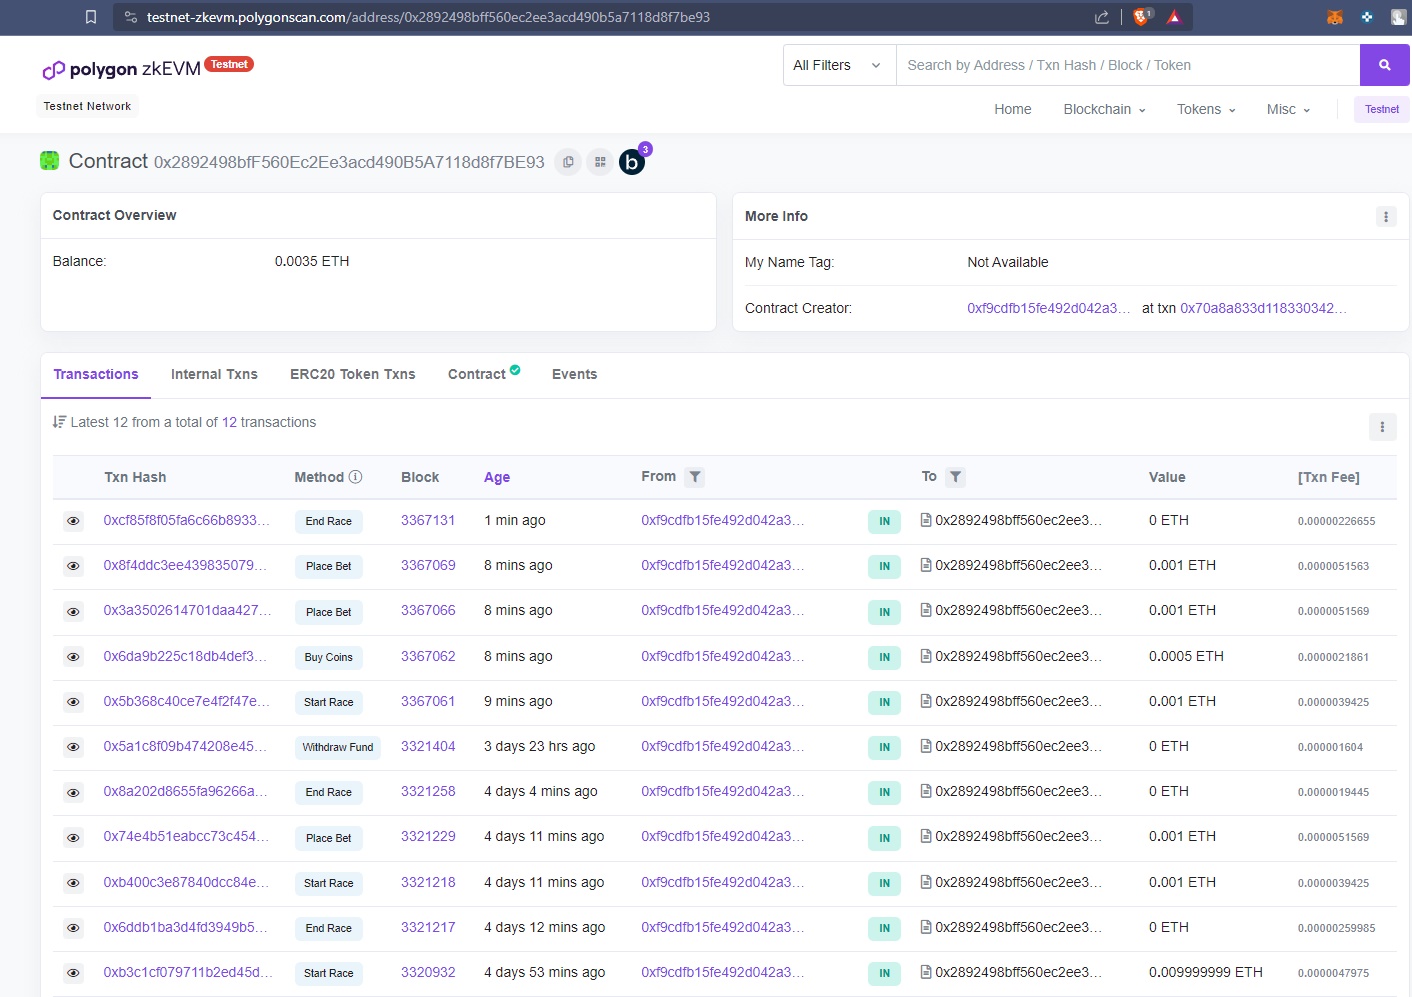 testnet-zkevm.polygonscan.com/address/0x2892498bff560ec2ee3acd490b5a7118d8f7be93 1
polygon zkEVM Testnet
All Filters Search by Address / Txn Hash / Block / Token
Testnet Network
Home Blockchain Tokens Misc Testnet
Contract 0x2892498bfF560Ec2Ee3acd490B5A7118d8f7BE93 b 3
Contract Overview
Balance: 0.0035 ETH
More Info
My Name Tag: Not Available
Contract Creator: 0xf9cdfb15fe492d042a3... at txn 0x70a8a833d118330342...
Transactions Internal Txns ERC20 Token Txns Contract Events
Latest 12 from a total of 12 transactions
Txn Hash Method Block Age From To Value [Txn Fee]
0xcf85f8f05fa6c66b8933... End Race 3367131 1 min ago 0xf9cdfb15fe492d042a3... IN 0x2892498bff560ec2ee3... 0 ETH 0.00000226655
0x8f4ddc3ee439835079... Place Bet 3367069 8 mins ago 0xf9cdfb15fe492d042a3... IN 0x2892498bff560ec2ee3... 0.001 ETH 0.0000051563
0x3a3502614701daa427... Place Bet 3367066 8 mins ago 0xf9cdfb15fe492d042a3... IN 0x2892498bff560ec2ee3... 0.001 ETH 0.0000051569
0x6da9b225c18db4def3... Buy Coins 3367062 8 mins ago 0xf9cdfb15fe492d042a3... IN 0x2892498bff560ec2ee3... 0.0005 ETH 0.0000021861
0x5b368c40ce7e4f2f47e... Start Race 3367061 9 mins ago 0xf9cdfb15fe492d042a3... IN 0x2892498bff560ec2ee3... 0.001 ETH 0.0000039425
0x5a1c8f09b474208e45... Withdraw Fund 3321404 3 days 23 hrs ago 0xf9cdfb15fe492d042a3... IN 0x2892498bff560ec2ee3... 0 ETH 0.000001604
0x8a202d8655fa96266a... End Race 3321258 4 days 4 mins ago 0xf9cdfb15fe492d042a3... IN 0x2892498bff560ec2ee3... 0 ETH 0.0000019445
0x74e4b51eabcc73c454... Place Bet 3321229 4 days 11 mins ago 0xf9cdfb15fe492d042a3... IN 0x2892498bff560ec2ee3... 0.001 ETH 0.0000051569
0xb400c3e87840dcc84e... Start Race 3321218 4 days 11 mins ago 0xf9cdfb15fe492d042a3... IN 0x2892498bff560ec2ee3... 0.001 ETH 0.0000039425
0x6ddb1ba3d4fd3949b5... End Race 3321217 4 days 12 mins ago 0xf9cdfb15fe492d042a3... IN 0x2892498bff560ec2ee3... 0 ETH 0.00000259985
0xb3c1cf079711b2ed45d... Start Race 3320932 4 days 53 mins ago 0xf9cdfb15fe492d042a3... IN 0x2892498bff560ec2ee3... 0.009999999 ETH 0.0000047975